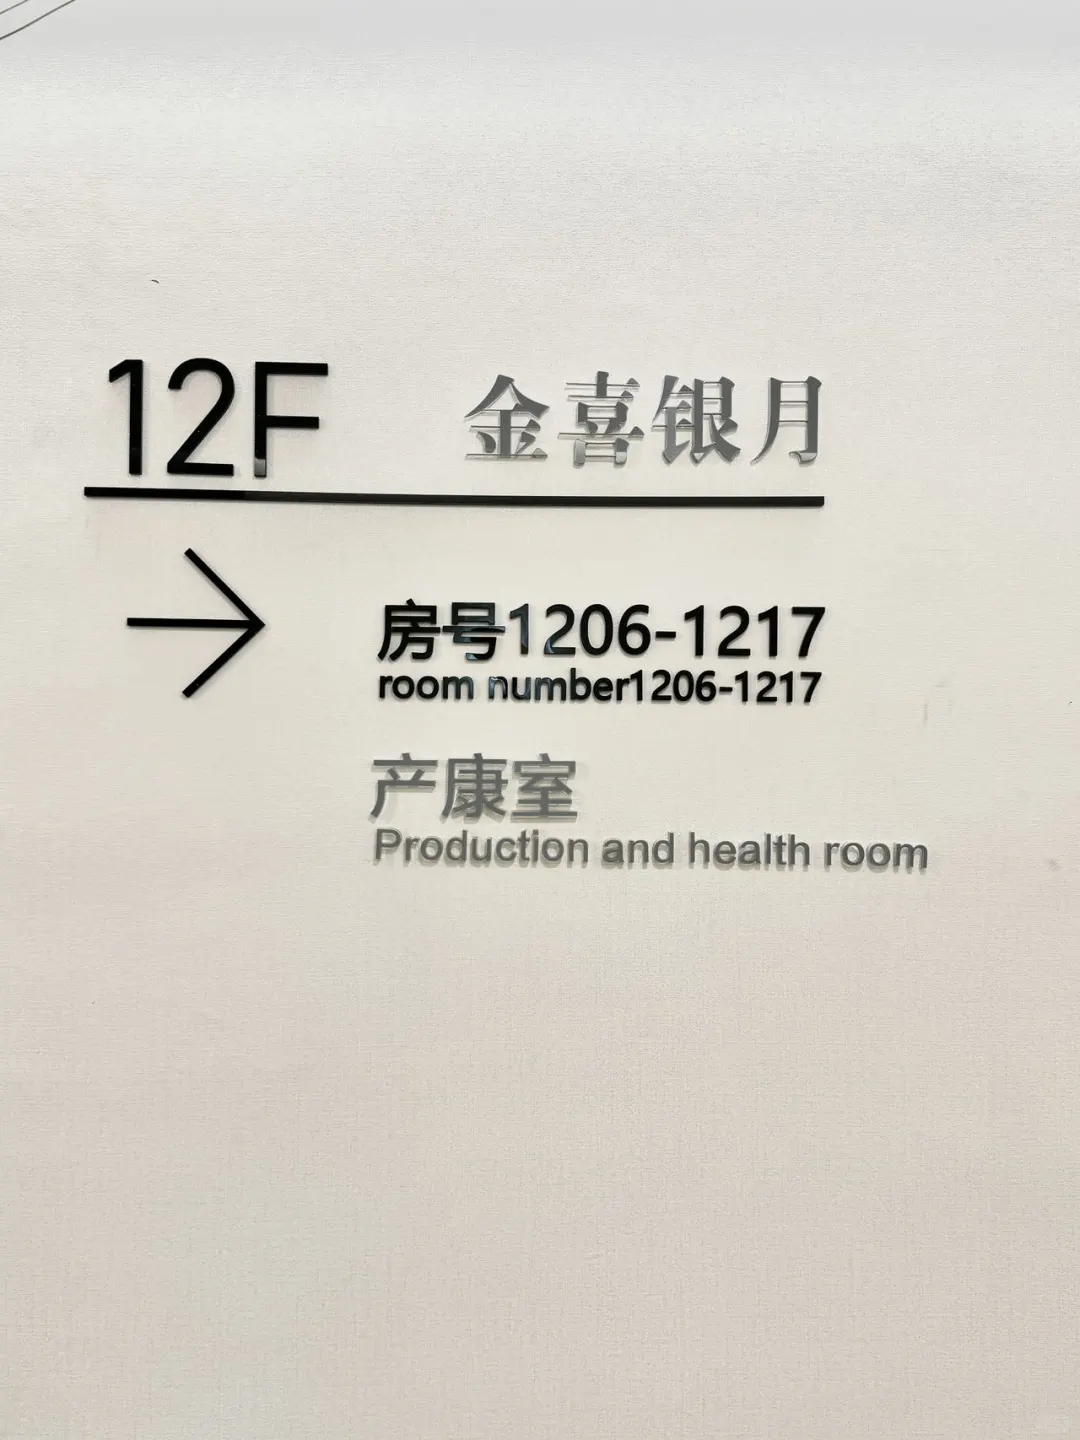 12F 金喜银月
房号1206-1217
room number1206-1217
产康室
Production and health room